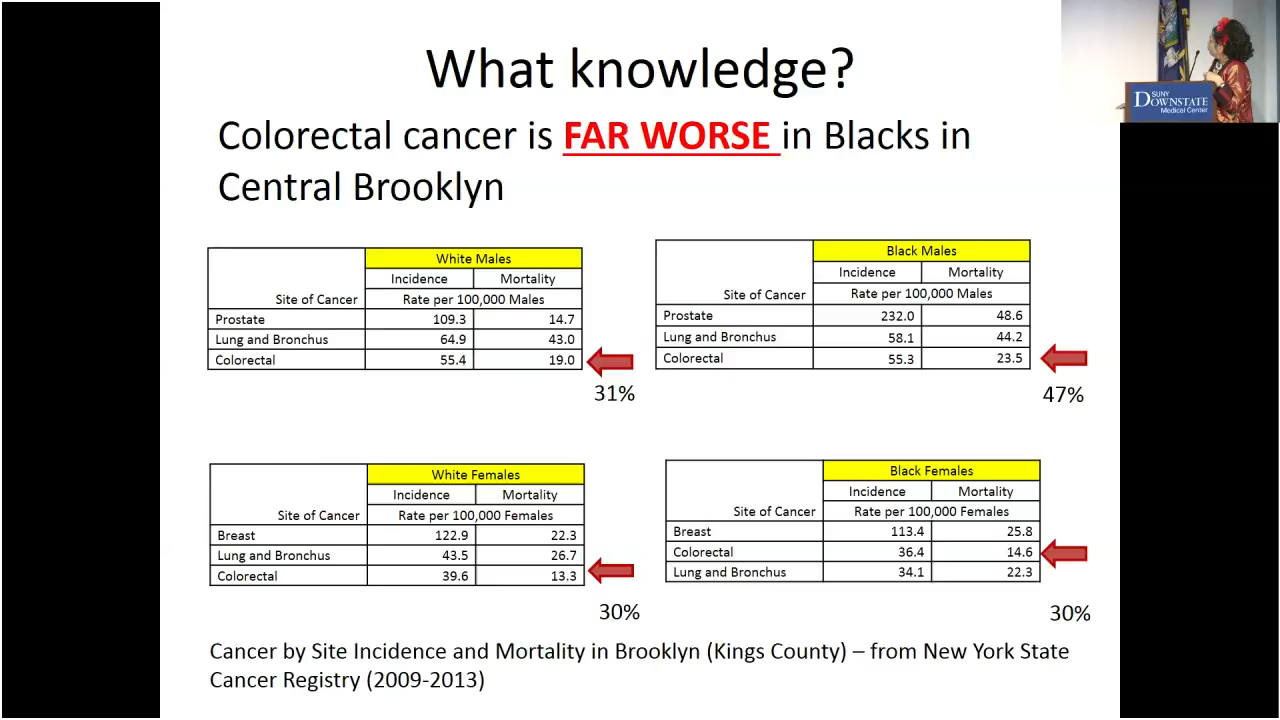 What knowledge?
SUNY
DOWNSTATE
Medical Center
Colorectal cancer is FAR WORSE in Blacks in
Central Brooklyn
White Males
Incidence Mortality
Site of Cancer Rate per 100,000 Males
Prostate 109.3 14.7
Lung and Bronchus 64.9 43.0
Colorectal 55.4 19.0
31%
Black Males
Incidence Mortality
Site of Cancer Rate per 100,000 Males
Prostate 232.0 48.6
Lung and Bronchus 58.1 44.2
Colorectal 55.3 23.5
47%
White Females
Incidence Mortality
Site of Cancer Rate per 100,000 Females
Breast 122.9 22.3
Lung and Bronchus 43.5 26.7
Colorectal 39.6 13.3
30%
Black Females
Incidence Mortality
Site of Cancer Rate per 100,000 Females
Breast 113.4 25.8
Colorectal 36.4 14.6
Lung and Bronchus 34.1 22.3
30%
Cancer by Site Incidence and Mortality in Brooklyn (Kings County) – from New York State
Cancer Registry (2009-2013)